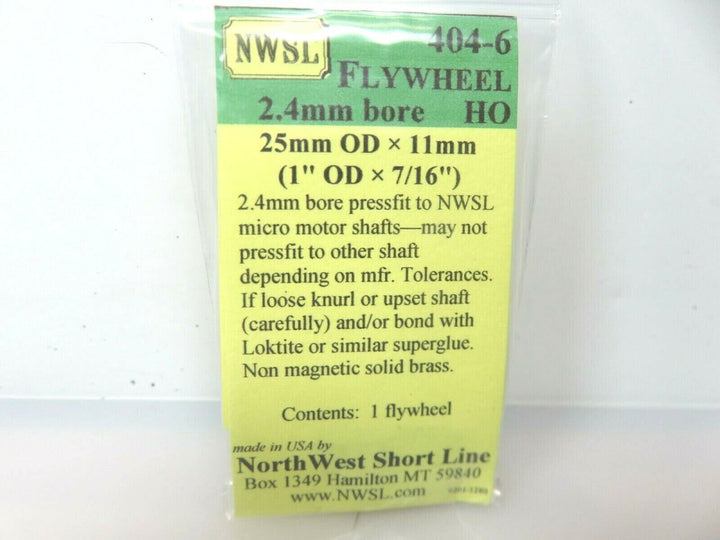 NWSL 404-6
FLYWHEEL
2.4mm bore HO
25mm OD × 11mm
(1" OD × 7/16")
2.4mm bore pressfit to NWSL
micro motor shafts—may not
pressfit to other shaft
depending on mfr. Tolerances.
If loose knurl or upset shaft
(carefully) and/or bond with
Loktite or similar superglue.
Non magnetic solid brass.
Contents: 1 flywheel
made in USA by
NorthWest Short Line
Box 1349 Hamilton MT 59840
www.NWSL.com